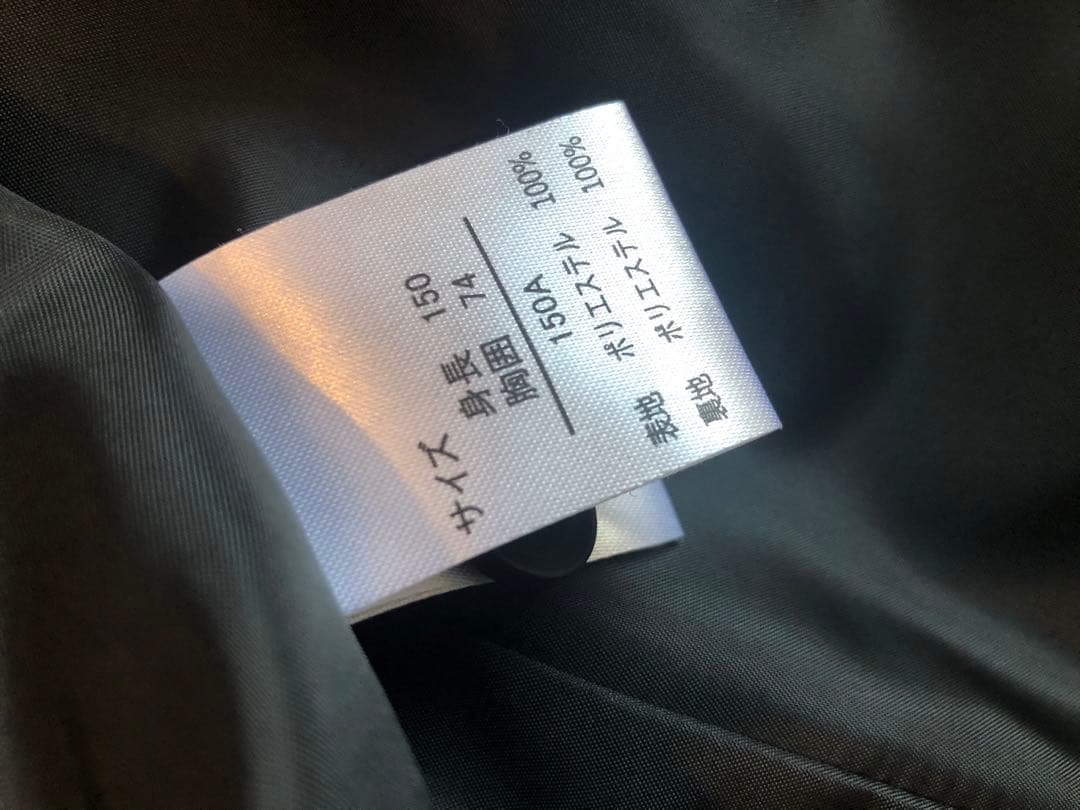 サイズ
身長 150
胸囲 74
150A
表地 ポリエステル 100%
裏地 ポリエステル 100%